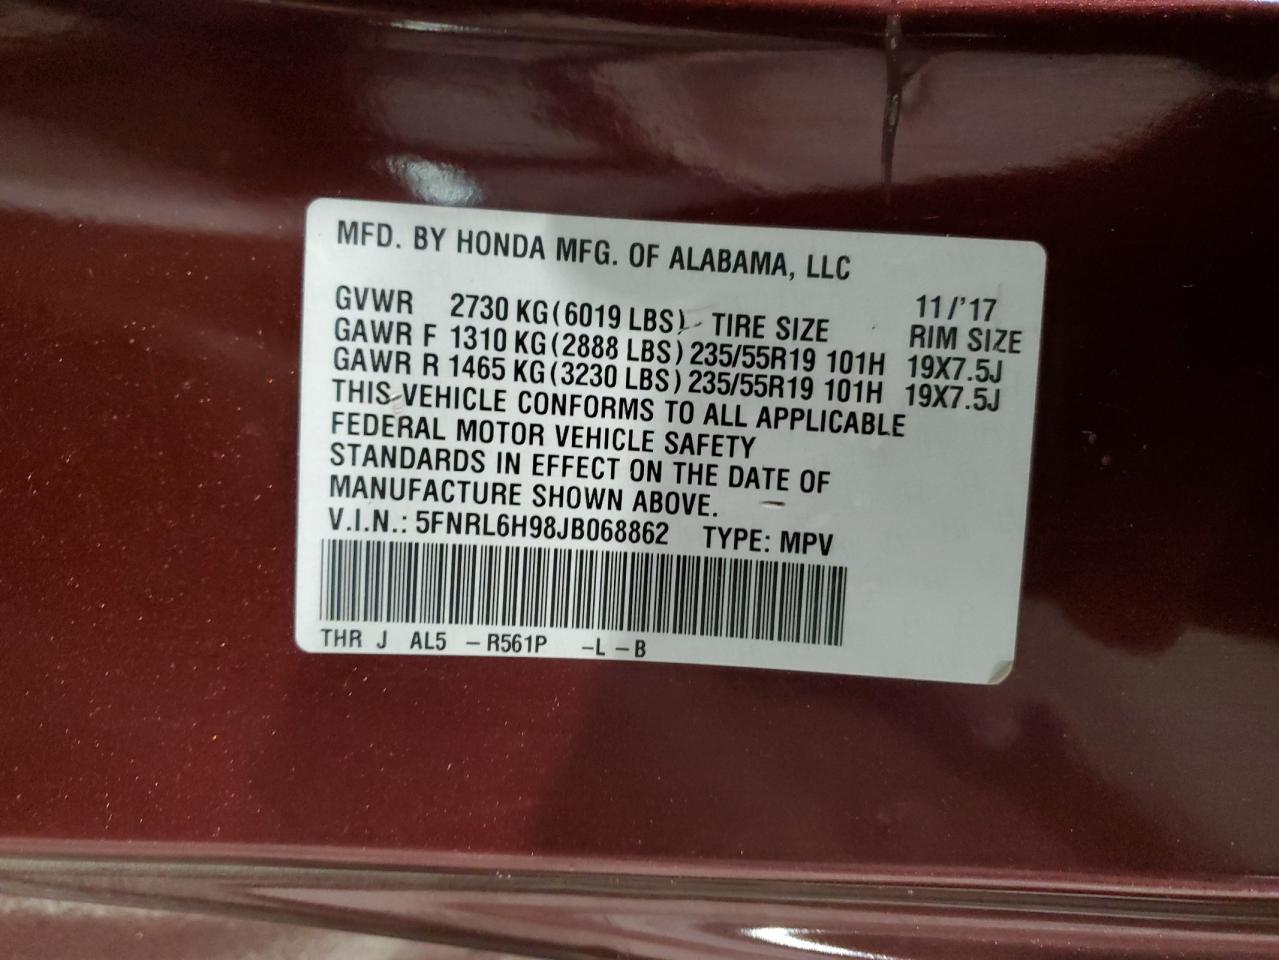 MFD. BY HONDA MFG. OF ALABAMA, LLC
GVWR 2730 KG(6019 LBS) TIRE SIZE 11/'17
RIM SIZE
GAWR F 1310 KG(2888 LBS) 235/55R19 101H 19X7.5J
GAWR R 1465 KG(3230 LBS) 235/55R19 101H 19X7.5J
THIS VEHICLE CONFORMS TO ALL APPLICABLE
FEDERAL MOTOR VEHICLE SAFETY
STANDARDS IN EFFECT ON THE DATE OF
MANUFACTURE SHOWN ABOVE.
V.I.N.: 5FNRL6H98JB068862 TYPE: MPV
THR J AL5 -R561P -L-B